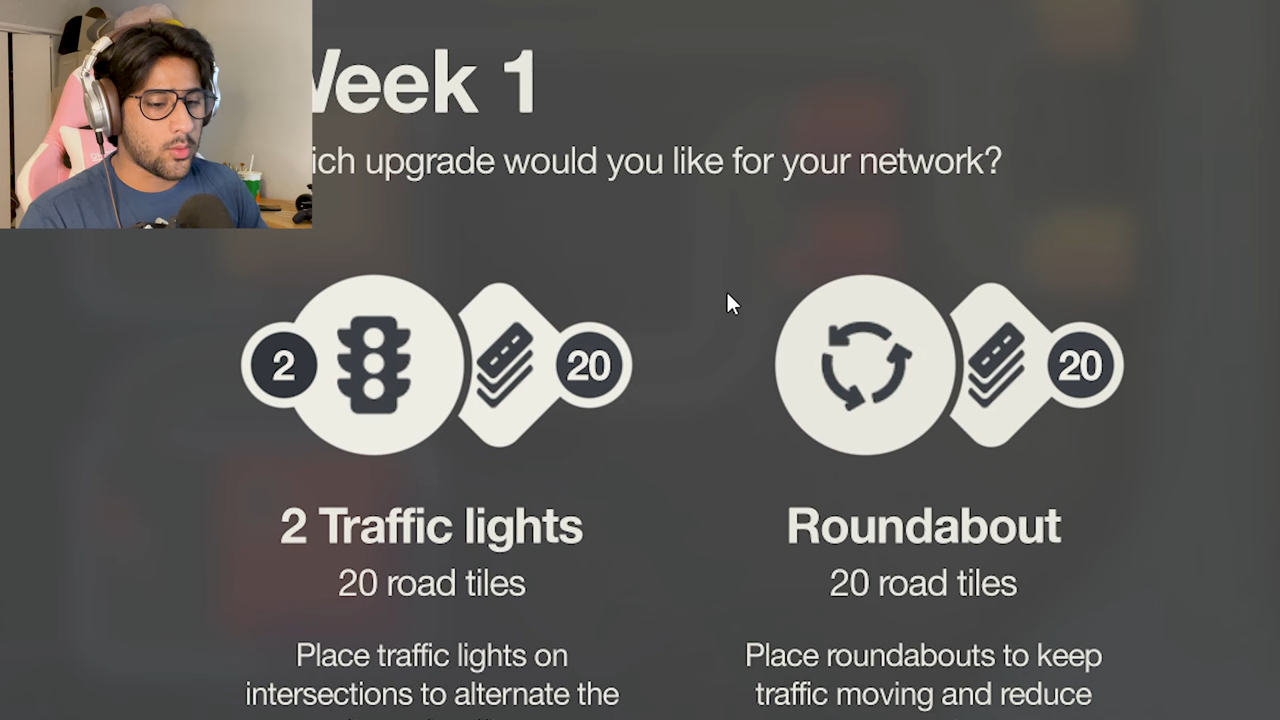 Week 1
ich upgrade would you like for your network?
2
20
20
2 Traffic lights
Roundabout
20 road tiles
20 road tiles
Place traffic lights on
intersections to alternate the
Place roundabouts to keep
traffic moving and reduce